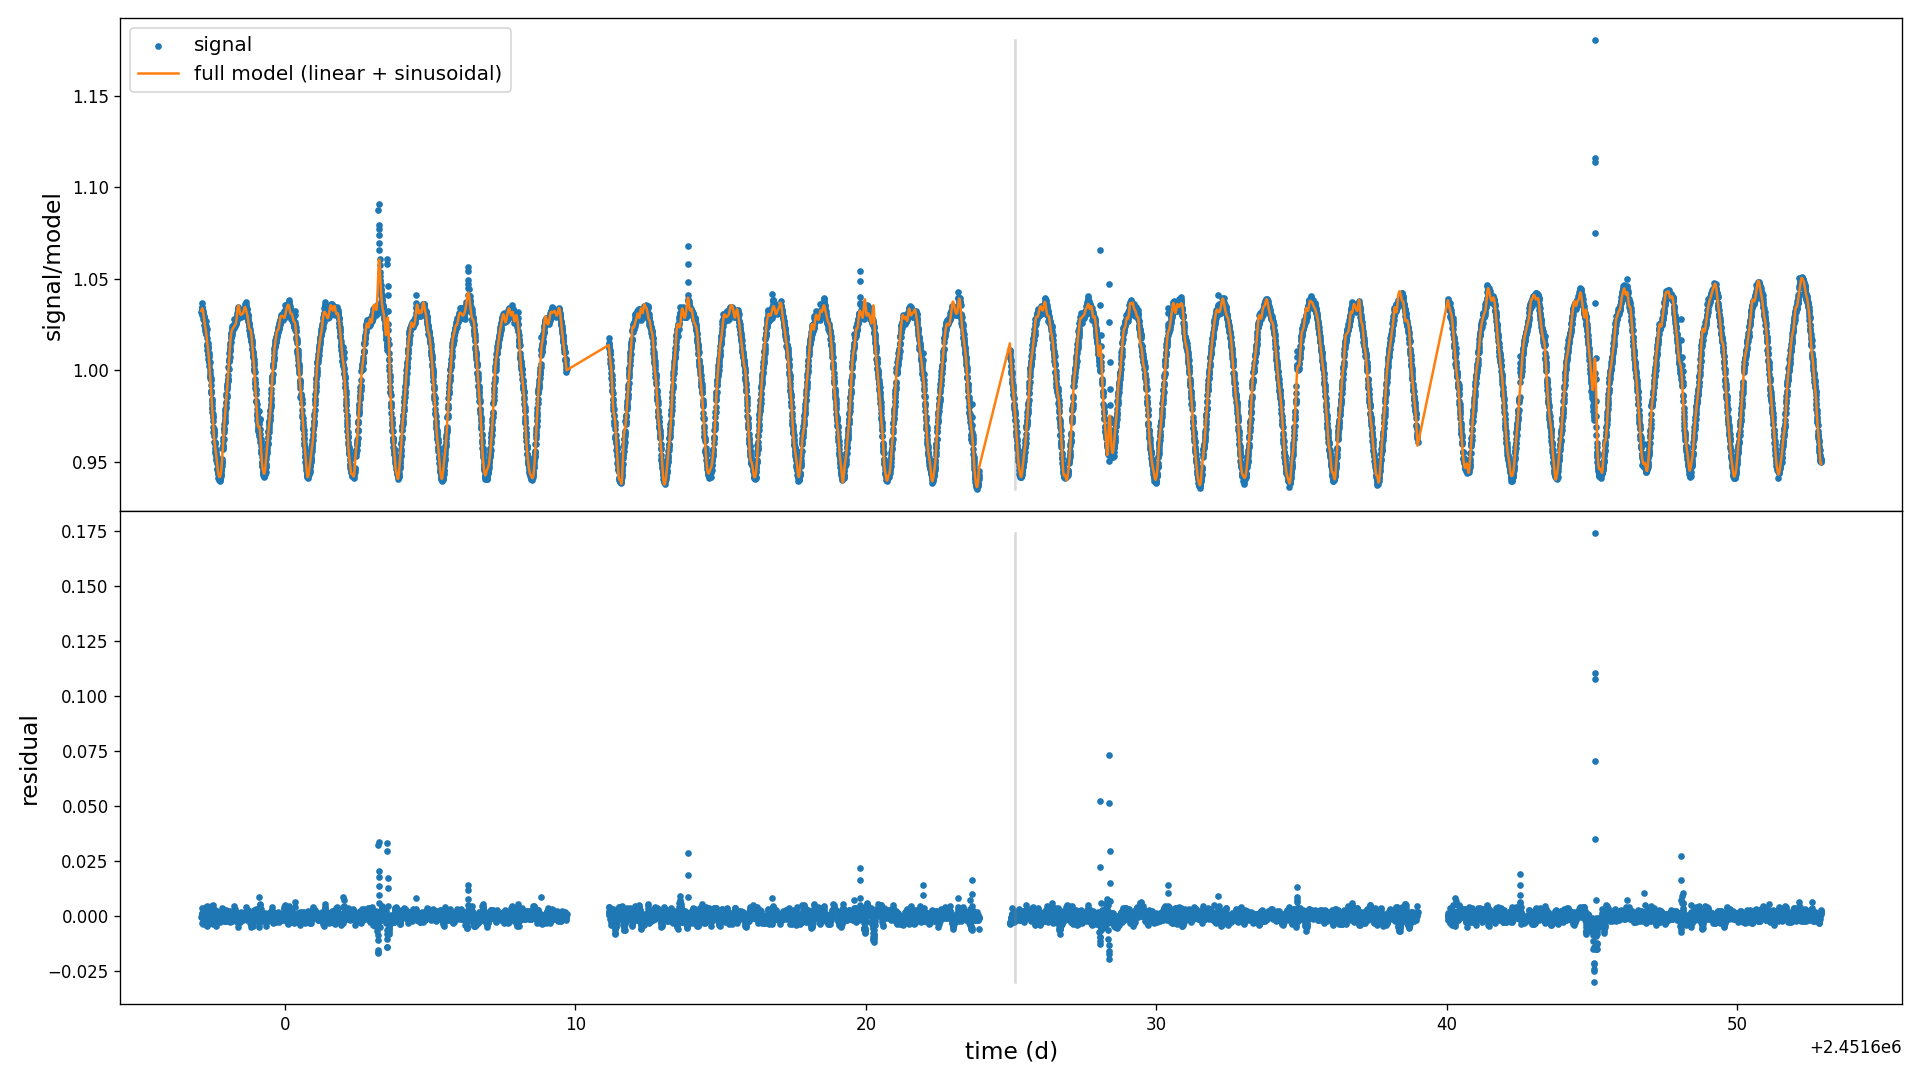 signal
full model (linear + sinusoidal)
signal/model
1.15
1.10
1.05
1.00
0.95
residual
0.175
0.150
0.125
0.100
0.075
0.050
0.025
0.000
−0.025
0 10 20 30 40 50
time (d)
+2.4516e6